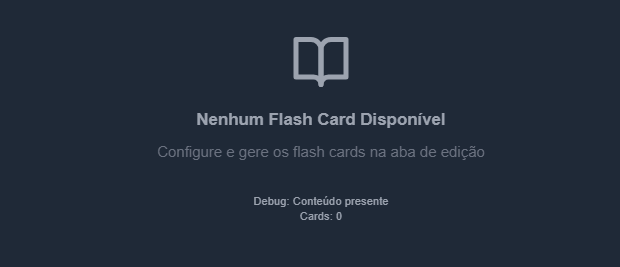 Nenhum Flash Card Disponível
Configure e gere os flash cards na aba de edição
Debug: Conteúdo presente
Cards: 0